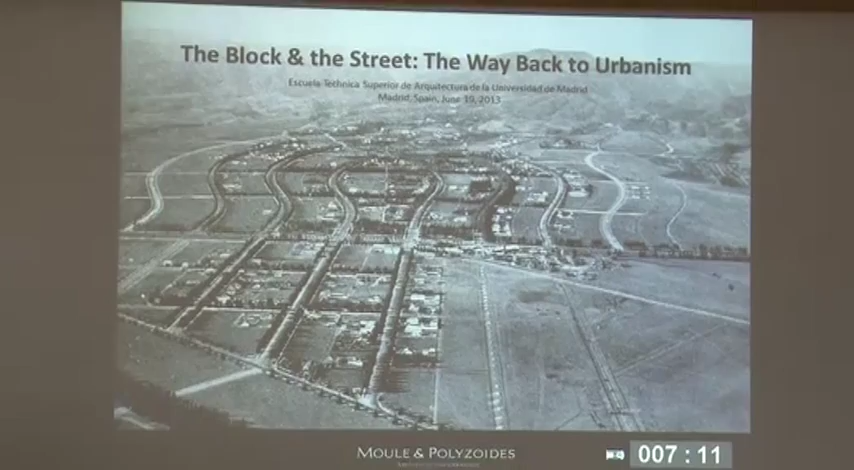 The Block & the Street: The Way Back to Urbanism
Escuela Technica Superior de Arquitectura de la Universidad de Madrid
Madrid, Spain, June 19, 2013
MOULE & POLYZOIDES
007 : 11